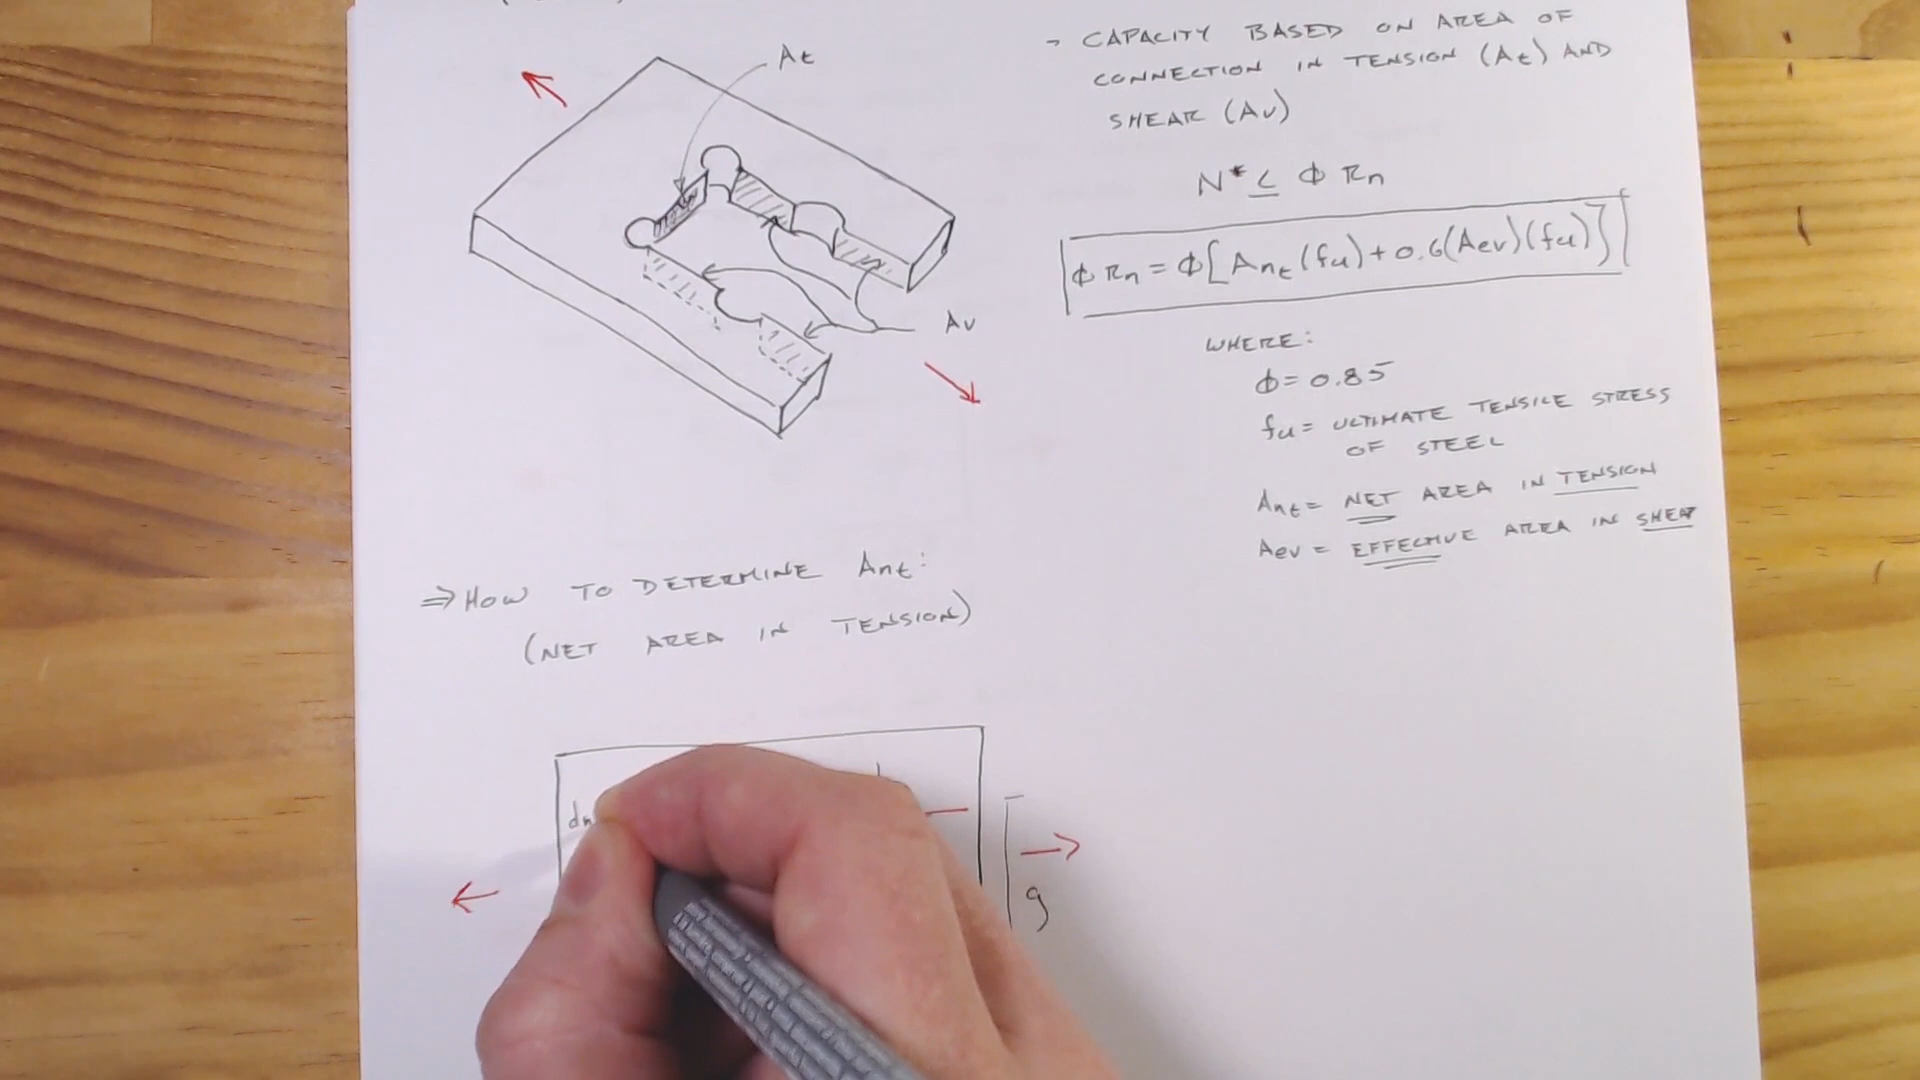 At
Av
→ CAPACITY BASED ON AREA OF
CONNECTION IN TENSION (At) AND
SHEAR (Av)
N* ≤ Φ Rn
Φ Rn = Φ[Ant (fu) + 0.6(Aev)(fu)]
WHERE:
Φ = 0.85
fu = ULTIMATE TENSILE STRESS
OF STEEL
Ant = NET AREA IN TENSION
Aev = EFFECTIVE AREA IN SHEAR
⇒ HOW TO DETERMINE Ant:
(NET AREA IN TENSION)
g